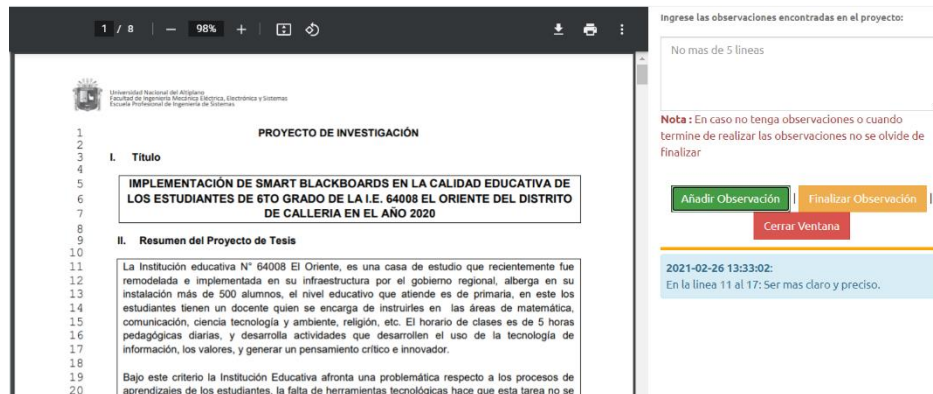 1 / 8 | — 98% +
Universidad Nacional del Altiplano
Facultad de Ingeniería Mecánica Eléctrica, Electrónica y Sistemas
Escuela Profesional de Ingeniería de Sistemas
1 PROYECTO DE INVESTIGACIÓN
2
3 I. Título
4
5 IMPLEMENTACIÓN DE SMART BLACKBOARDS EN LA CALIDAD EDUCATIVA DE
6 LOS ESTUDIANTES DE 6TO GRADO DE LA I.E. 64008 EL ORIENTE DEL DISTRITO
7 DE CALLERIA EN EL AÑO 2020
8
9 II. Resumen del Proyecto de Tesis
10
11 La Institución educativa N° 64008 El Oriente, es una casa de estudio que recientemente fue
12 remodelada e implementada en su infraestructura por el gobierno regional, alberga en su
13 instalación más de 500 alumnos, el nivel educativo que atiende es de primaria, en este los
14 estudiantes tienen un docente quien se encarga de instruirles en las áreas de matemática,
15 comunicación, ciencia tecnología y ambiente, religión, etc. El horario de clases es de 5 horas
16 pedagógicas diarias, y desarrolla actividades que desarrollen el uso de la tecnología de
17 información, los valores, y generar un pensamiento crítico e innovador.
18
19 Bajo este criterio la Institución Educativa afronta una problemática respecto a los procesos de
20 aprendizajes de los estudiantes, la falta de herramientas tecnológicas hace que esta tarea no se
Ingrese las observaciones encontradas en el proyecto:
No mas de 5 lineas
Nota : En caso no tenga observaciones o cuando
termine de realizar las observaciones no se olvide de
finalizar
Añadir Observación | Finalizar Observación |
Cerrar Ventana
2021-02-26 13:33:02:
En la linea 11 al 17: Ser mas claro y preciso.